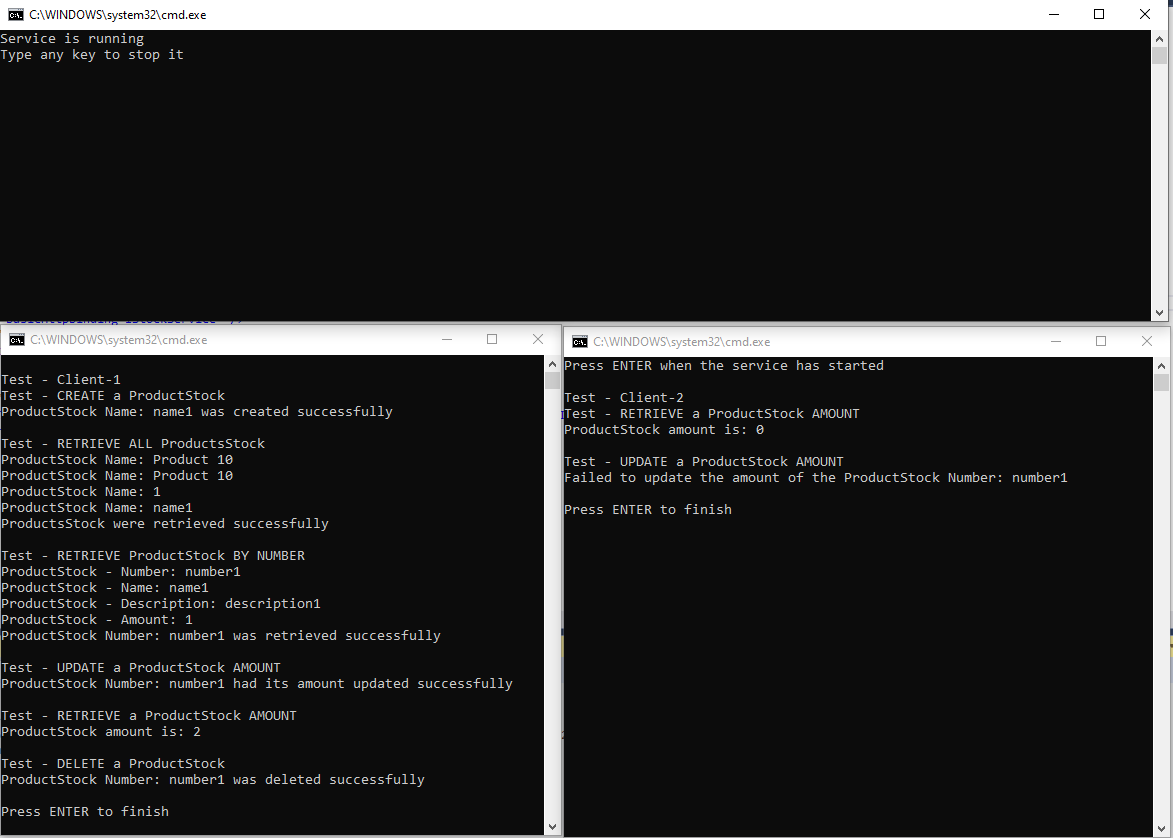 C:\WINDOWS\system32\cmd.exe
Service is running
Type any key to stop it
C:\WINDOWS\system32\cmd.exe
Test - Client-1
Test - CREATE a ProductStock
ProductStock Name: name1 was created successfully
Test - RETRIEVE ALL ProductsStock
ProductStock Name: Product 10
ProductStock Name: Product 10
ProductStock Name: 1
ProductStock Name: name1
ProductsStock were retrieved successfully
Test - RETRIEVE ProductStock BY NUMBER
ProductStock - Number: number1
ProductStock - Name: name1
ProductStock - Description: description1
ProductStock - Amount: 1
ProductStock Number: number1 was retrieved successfully
Test - UPDATE a ProductStock AMOUNT
ProductStock Number: number1 had its amount updated successfully
Test - RETRIEVE a ProductStock AMOUNT
ProductStock amount is: 2
Test - DELETE a ProductStock
ProductStock Number: number1 was deleted successfully
Press ENTER to finish
C:\WINDOWS\system32\cmd.exe
Press ENTER when the service has started
Test - Client-2
Test - RETRIEVE a ProductStock AMOUNT
ProductStock amount is: 0
Test - UPDATE a ProductStock AMOUNT
Failed to update the amount of the ProductStock Number: number1
Press ENTER to finish